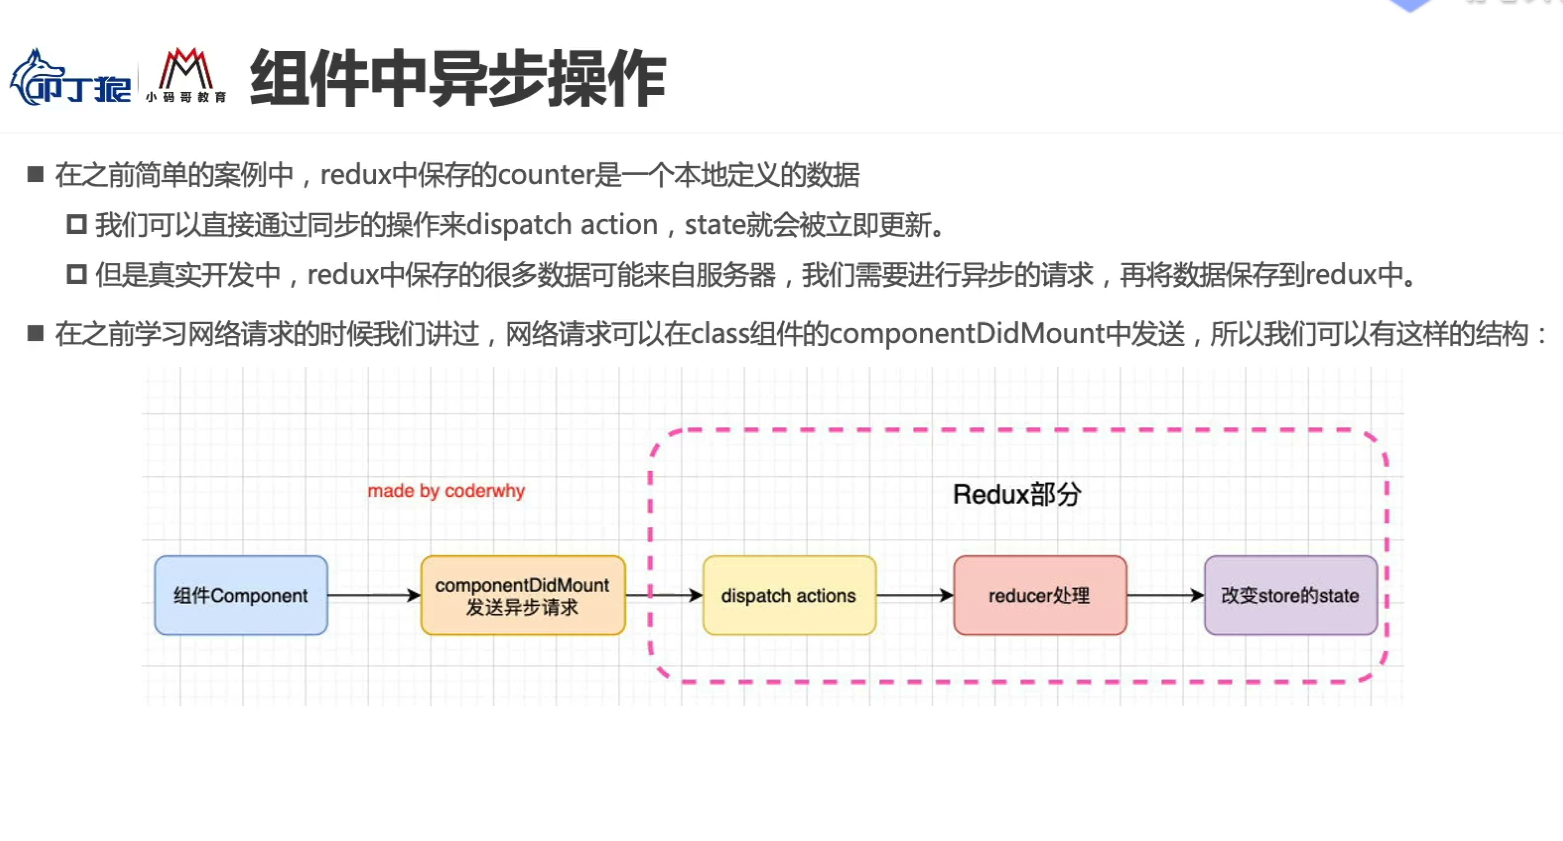 叩丁狼
小码哥教育
组件中异步操作
在之前简单的案例中，redux中保存的counter是一个本地定义的数据
我们可以直接通过同步的操作来dispatch action，state就会被立即更新。
但是真实开发中，redux中保存的很多数据可能来自服务器，我们需要进行异步的请求，再将数据保存到redux中。
在之前学习网络请求的时候我们讲过，网络请求可以在class组件的componentDidMount中发送，所以我们可以有这样的结构：
made by coderwhy
Redux部分
组件Component
componentDidMount
发送异步请求
dispatch actions
reducer处理
改变store的state